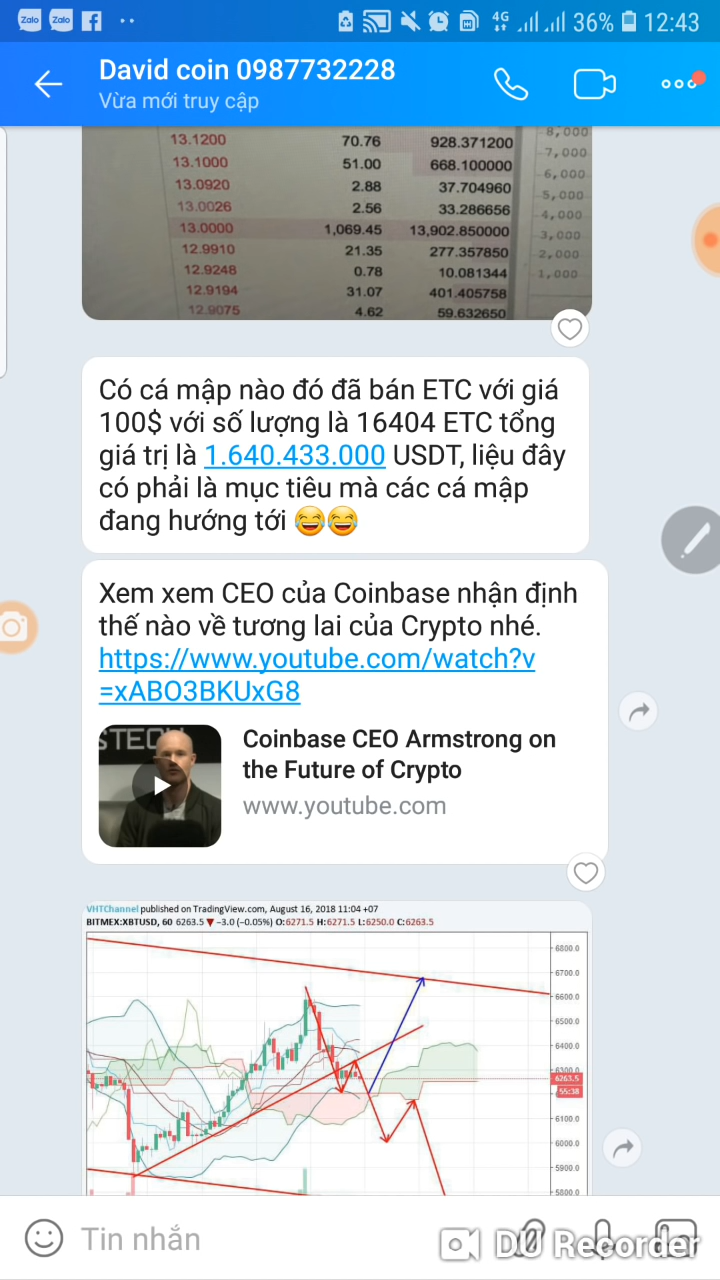 Zalo Zalo 4G 36% 12:43
David coin 0987732228
Vừa mới truy cập
13.1200 70.76 928.371200 8,000
13.1000 51.00 668.100000 7,000
13.0920 2.88 37.704960 6,000
13.0026 2.56 33.286656 5,000
13.0000 1,069.45 13,902.850000 4,000
12.9910 21.35 277.357850 3,000
12.9248 0.78 10.081344 2,000
12.9194 31.07 401.405758 1,000
12.9075 4.62 59.632650
Có cá mập nào đó đã bán ETC với giá
100$ với số lượng là 16404 ETC tổng
giá trị là 1.640.433.000 USDT, liệu đây
có phải là mục tiêu mà các cá mập
đang hướng tới 😂😂
Xem xem CEO của Coinbase nhận định
thế nào về tương lai của Crypto nhé.
https://www.youtube.com/watch?v
=xABO3BKUxG8
STECH
Coinbase CEO Armstrong on
the Future of Crypto
www.youtube.com
VHTChannel published on TradingView.com, August 16, 2018 11:04 +07
BITMEX:XBTUSD, 60 6263.5 ▼ −3.0 (−0.05%) O:6271.5 H:6271.5 L:6250.0 C:6263.5
6800.0
6700.0
6600.0
6500.0
6400.0
6300.0
6263.5
55:38
6100.0
6000.0
5900.0
5800.0
Tin nhắn
DU Recorder